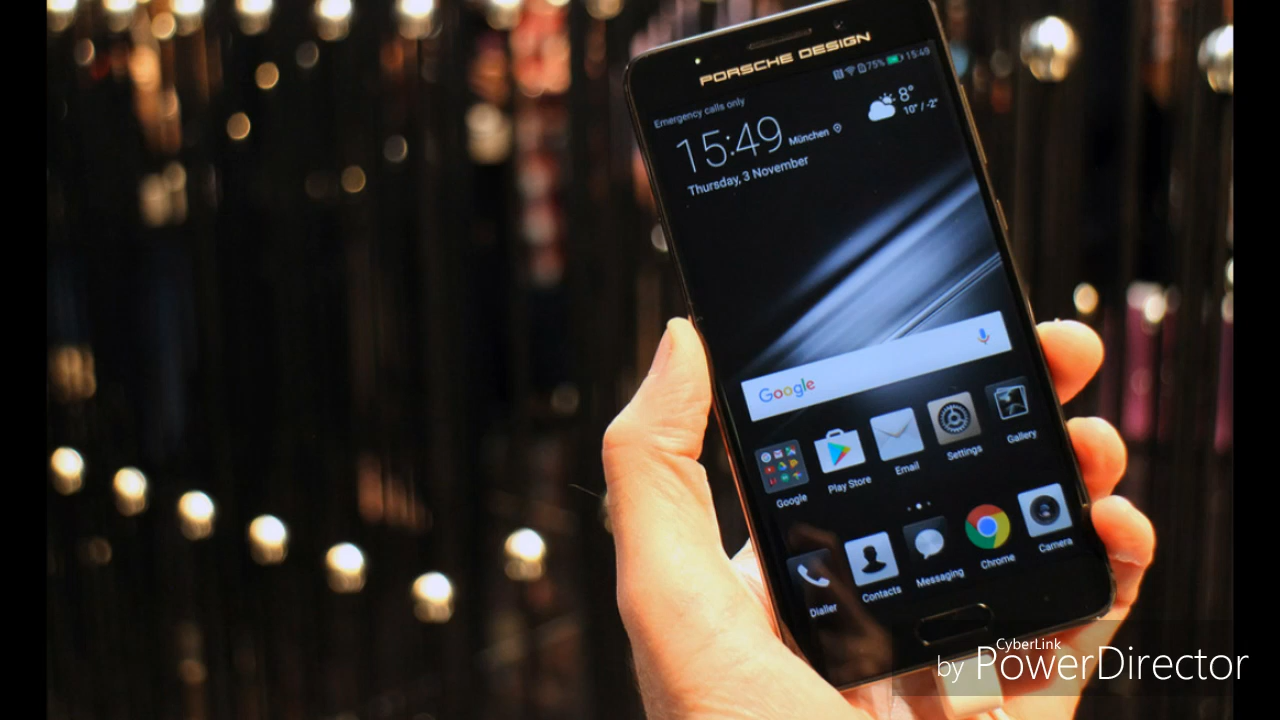 PORSCHE DESIGN
75% 15:49
Emergency calls only
15:49 München
Thursday, 3 November
8°
10° / -2°
Google
Google
Play Store
Email
Settings
Gallery
Dialler
Contacts
Messaging
Chrome
Camera
CyberLink
by PowerDirector